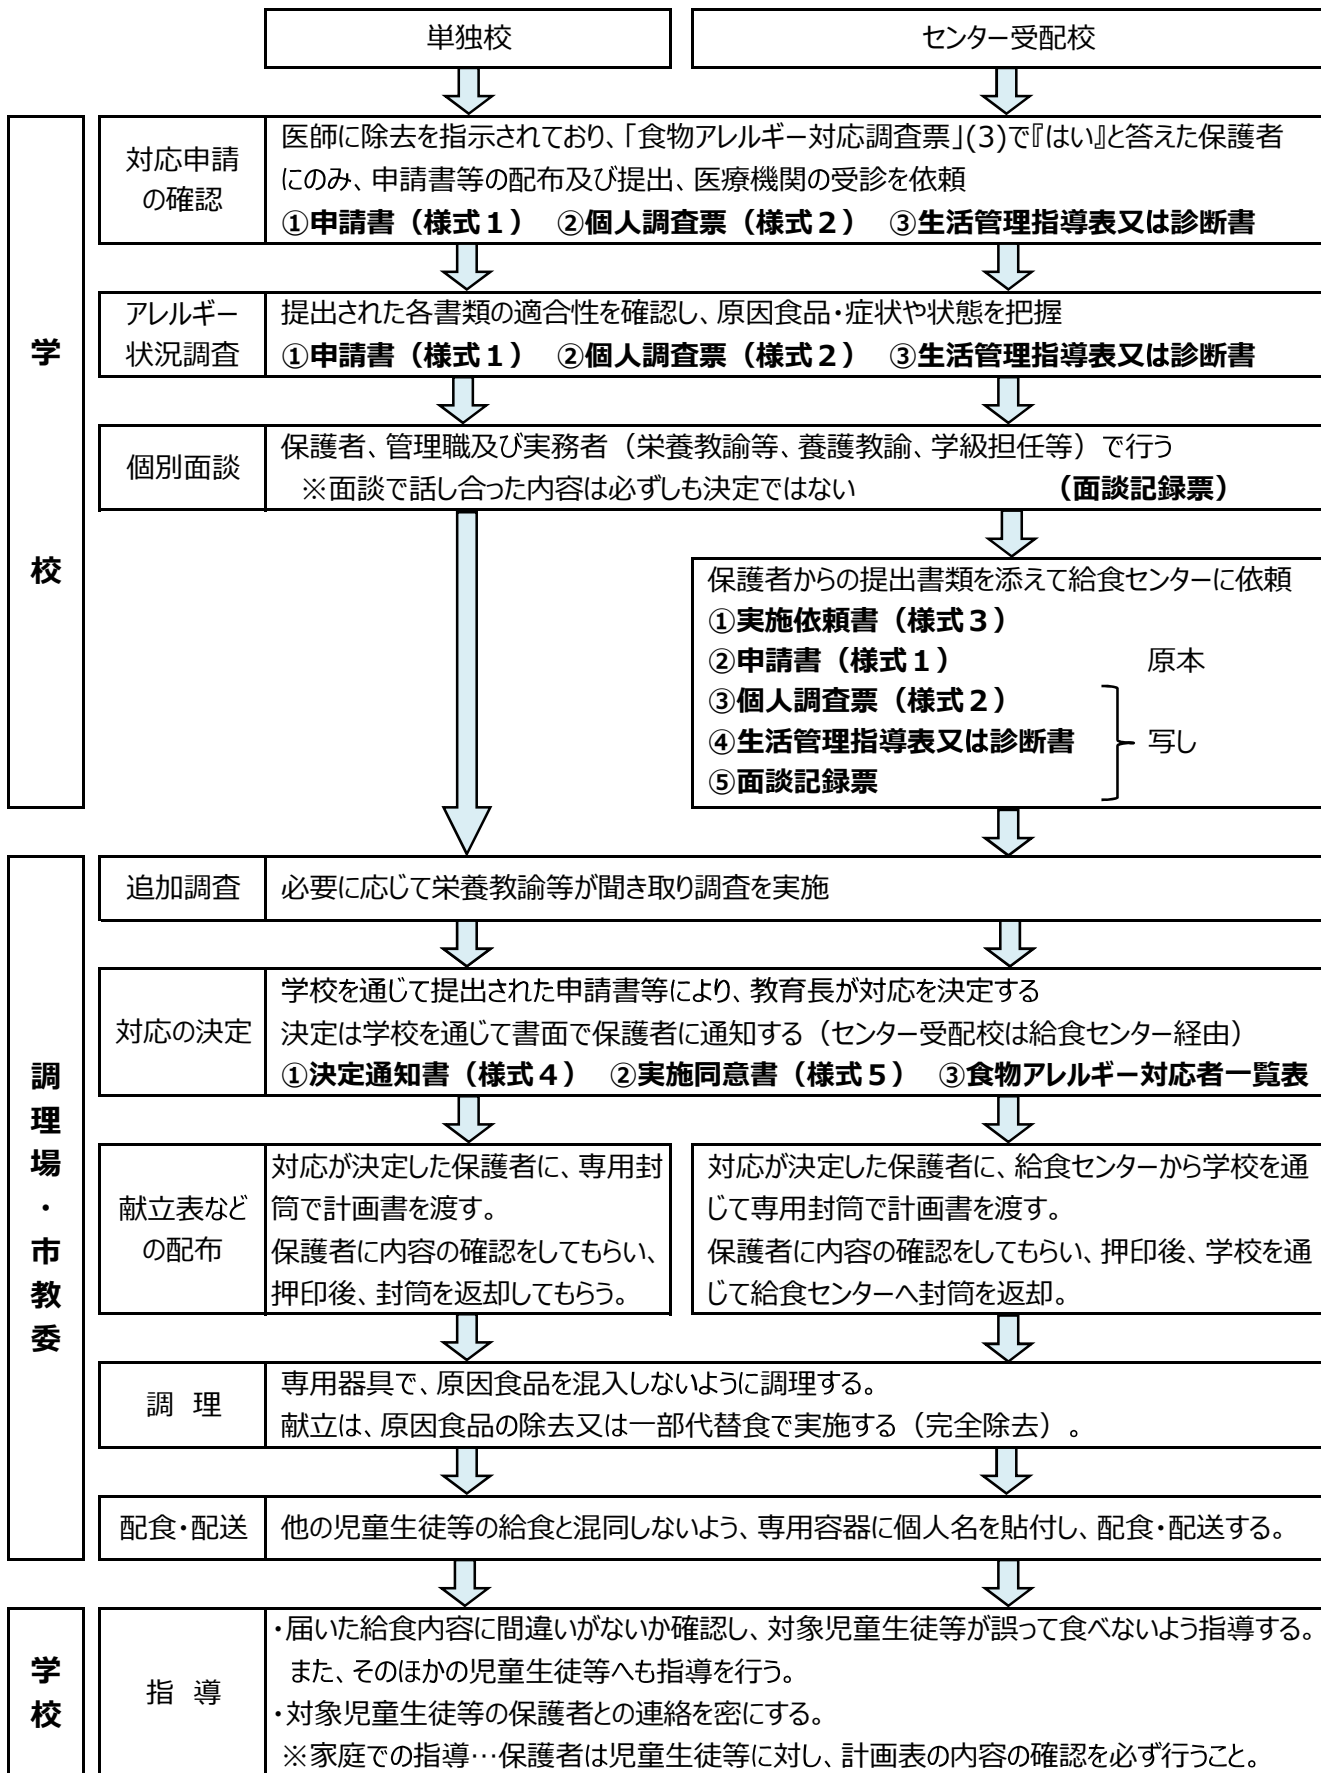 単独校
センター受配校
学
校
対応申請
の確認
医師に除去を指示されており、「食物アレルギー対応調査票」(3)で『はい』と答えた保護者
にのみ、申請書等の配布及び提出、医療機関の受診を依頼
①申請書（様式１） ②個人調査票（様式２） ③生活管理指導表又は診断書
アレルギー
状況調査
提出された各書類の適合性を確認し、原因食品・症状や状態を把握
①申請書（様式１） ②個人調査票（様式２） ③生活管理指導表又は診断書
個別面談
保護者、管理職及び実務者（栄養教諭等、養護教諭、学級担任等）で行う
※面談で話し合った内容は必ずしも決定ではない （面談記録票）
保護者からの提出書類を添えて給食センターに依頼
①実施依頼書（様式３）
②申請書（様式１） 原本
③個人調査票（様式２）
④生活管理指導表又は診断書 写し
⑤面談記録票
調
理
場
・
市
教
委
追加調査
必要に応じて栄養教諭等が聞き取り調査を実施
対応の決定
学校を通じて提出された申請書等により、教育長が対応を決定する
決定は学校を通じて書面で保護者に通知する（センター受配校は給食センター経由）
①決定通知書（様式４） ②実施同意書（様式５） ③食物アレルギー対応者一覧表
献立表など
の配布
対応が決定した保護者に、専用封
筒で計画書を渡す。
保護者に内容の確認をしてもらい、
押印後、封筒を返却してもらう。
対応が決定した保護者に、給食センターから学校を通
じて専用封筒で計画書を渡す。
保護者に内容の確認をしてもらい、押印後、学校を通
じて給食センターへ封筒を返却。
調 理
専用器具で、原因食品を混入しないように調理する。
献立は、原因食品の除去又は一部代替食で実施する（完全除去）。
配食・配送
他の児童生徒等の給食と混同しないよう、専用容器に個人名を貼付し、配食・配送する。
学
校
指 導
・届いた給食内容に間違いがないか確認し、対象児童生徒等が誤って食べないよう指導する。
また、そのほかの児童生徒等へも指導を行う。
・対象児童生徒等の保護者との連絡を密にする。
※家庭での指導…保護者は児童生徒等に対し、計画表の内容の確認を必ず行うこと。